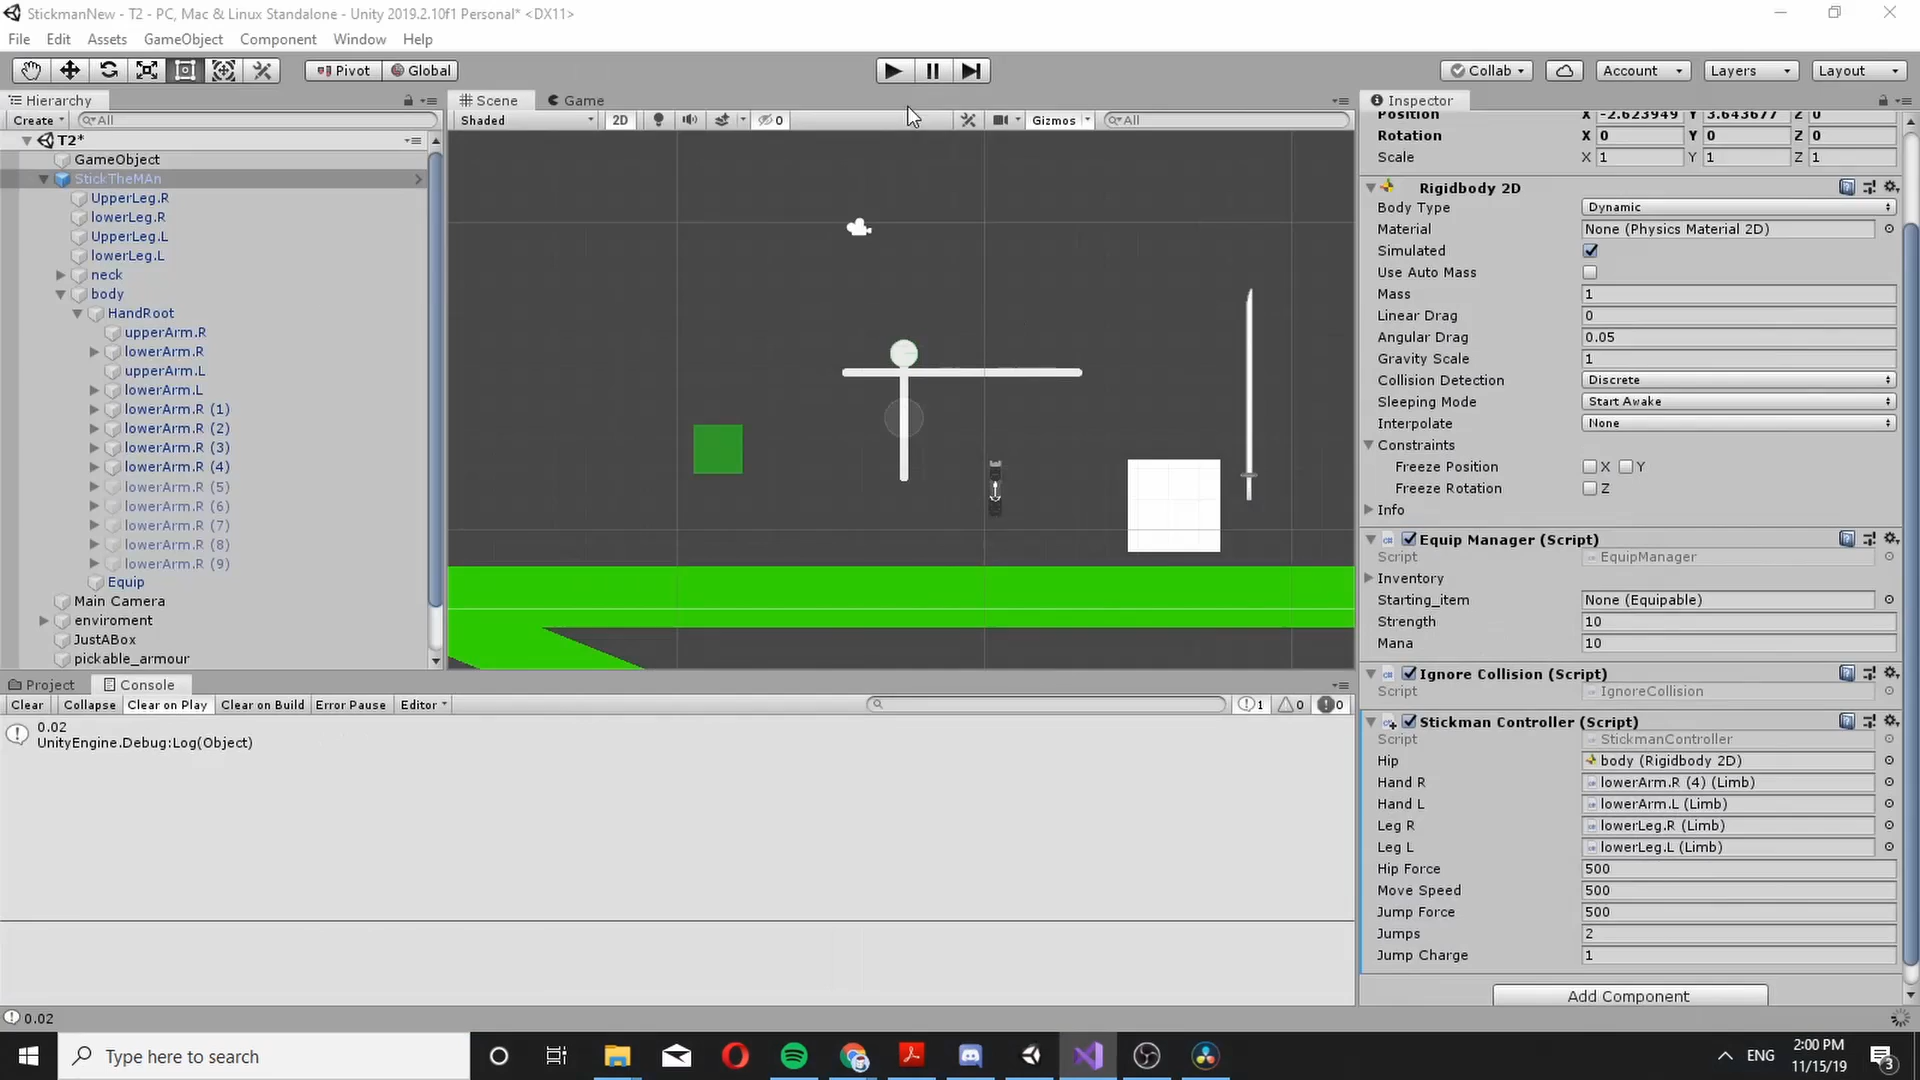 StickmanNew - T2 - PC, Mac & Linux Standalone - Unity 2019.2.10f1 Personal* <DX11>
File Edit Assets GameObject Component Window Help
Pivot Global Collab Account Layers Layout
Hierarchy
Create All
T2*
GameObject
StickTheMAn
UpperLeg.R
lowerLeg.R
UpperLeg.L
lowerLeg.L
neck
body
HandRoot
upperArm.R
lowerArm.R
upperArm.L
lowerArm.L
lowerArm.R (1)
lowerArm.R (2)
lowerArm.R (3)
lowerArm.R (4)
lowerArm.R (5)
lowerArm.R (6)
lowerArm.R (7)
lowerArm.R (8)
lowerArm.R (9)
Equip
Main Camera
enviroment
JustABox
pickable_armour
Scene Game
Shaded 2D 0 Gizmos All
Inspector
Position X -2.623949 Y 3.643677 Z 0
Rotation X 0 Y 0 Z 0
Scale X 1 Y 1 Z 1
Rigidbody 2D
Body Type Dynamic
Material None (Physics Material 2D)
Simulated
Use Auto Mass
Mass 1
Linear Drag 0
Angular Drag 0.05
Gravity Scale 1
Collision Detection Discrete
Sleeping Mode Start Awake
Interpolate None
Constraints
Freeze Position X Y
Freeze Rotation Z
Info
Equip Manager (Script)
Script EquipManager
Inventory
Starting_item None (Equipable)
Strength 10
Mana 10
Ignore Collision (Script)
Script IgnoreCollision
Stickman Controller (Script)
Script StickmanController
Hip body (Rigidbody 2D)
Hand R lowerArm.R (4) (Limb)
Hand L lowerArm.L (Limb)
Leg R lowerLeg.R (Limb)
Leg L lowerLeg.L (Limb)
Hip Force 500
Move Speed 500
Jump Force 500
Jumps 2
Jump Charge 1
Add Component
Project Console
Clear Collapse Clear on Play Clear on Build Error Pause Editor 1 0 0
0.02
UnityEngine.Debug:Log(Object)
0.02
Type here to search
ENG
2:00 PM
11/15/19
3